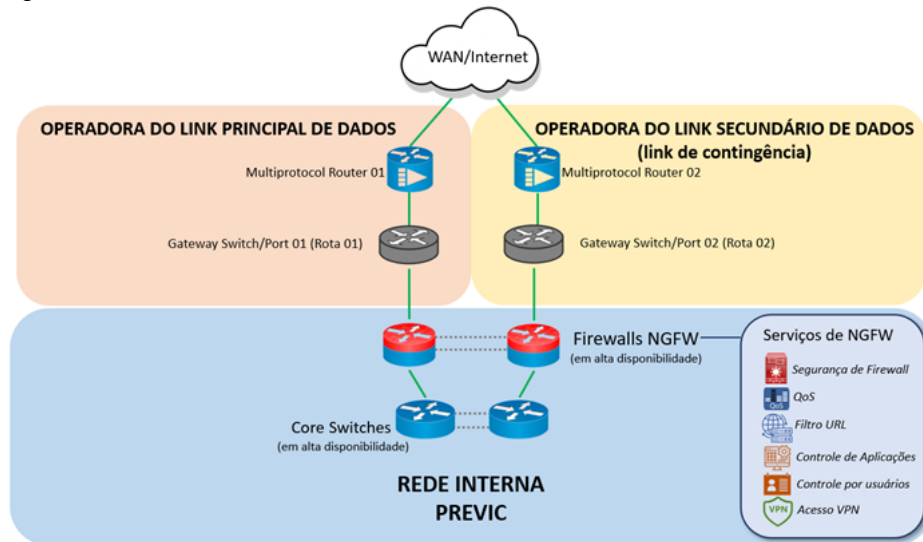 WAN/Internet
OPERADORA DO LINK PRINCIPAL DE DADOS
OPERADORA DO LINK SECUNDÁRIO DE DADOS
(link de contingência)
Multiprotocol Router 01
Multiprotocol Router 02
Gateway Switch/Port 01 (Rota 01)
Gateway Switch/Port 02 (Rota 02)
Firewalls NGFW
(em alta disponibilidade)
Core Switches
(em alta disponibilidade)
REDE INTERNA
PREVIC
Serviços de NGFW
Segurança de Firewall
QoS
QoS
Filtro URL
Controle de Aplicações
Controle por usuários
VPN
Acesso VPN